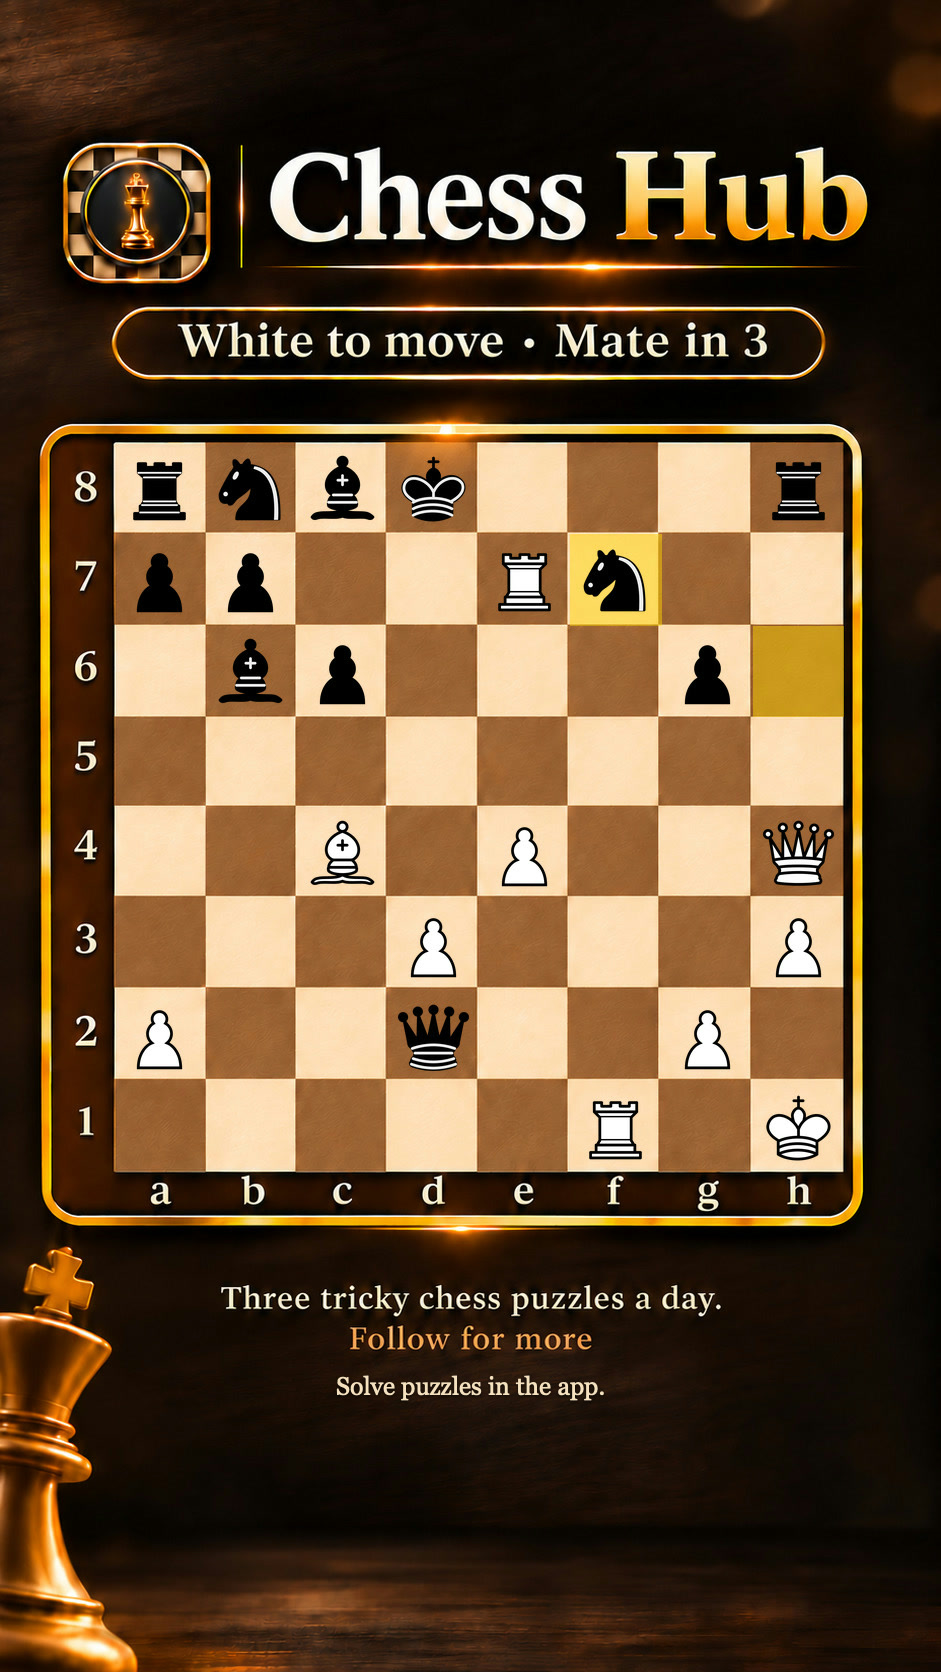 Chess Hub
White to move • Mate in 3
8
7
6
5
4
3
2
1
a b c d e f g h
Three tricky chess puzzles a day.
Follow for more
Solve puzzles in the app.